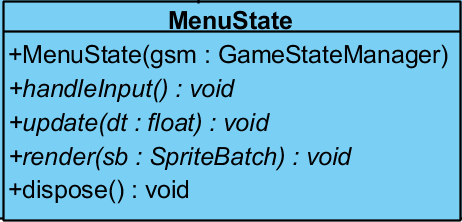 MenuState
+MenuState(gsm : GameStateManager)
+handleInput() : void
+update(dt : float) : void
+render(sb : SpriteBatch) : void
+dispose() : void